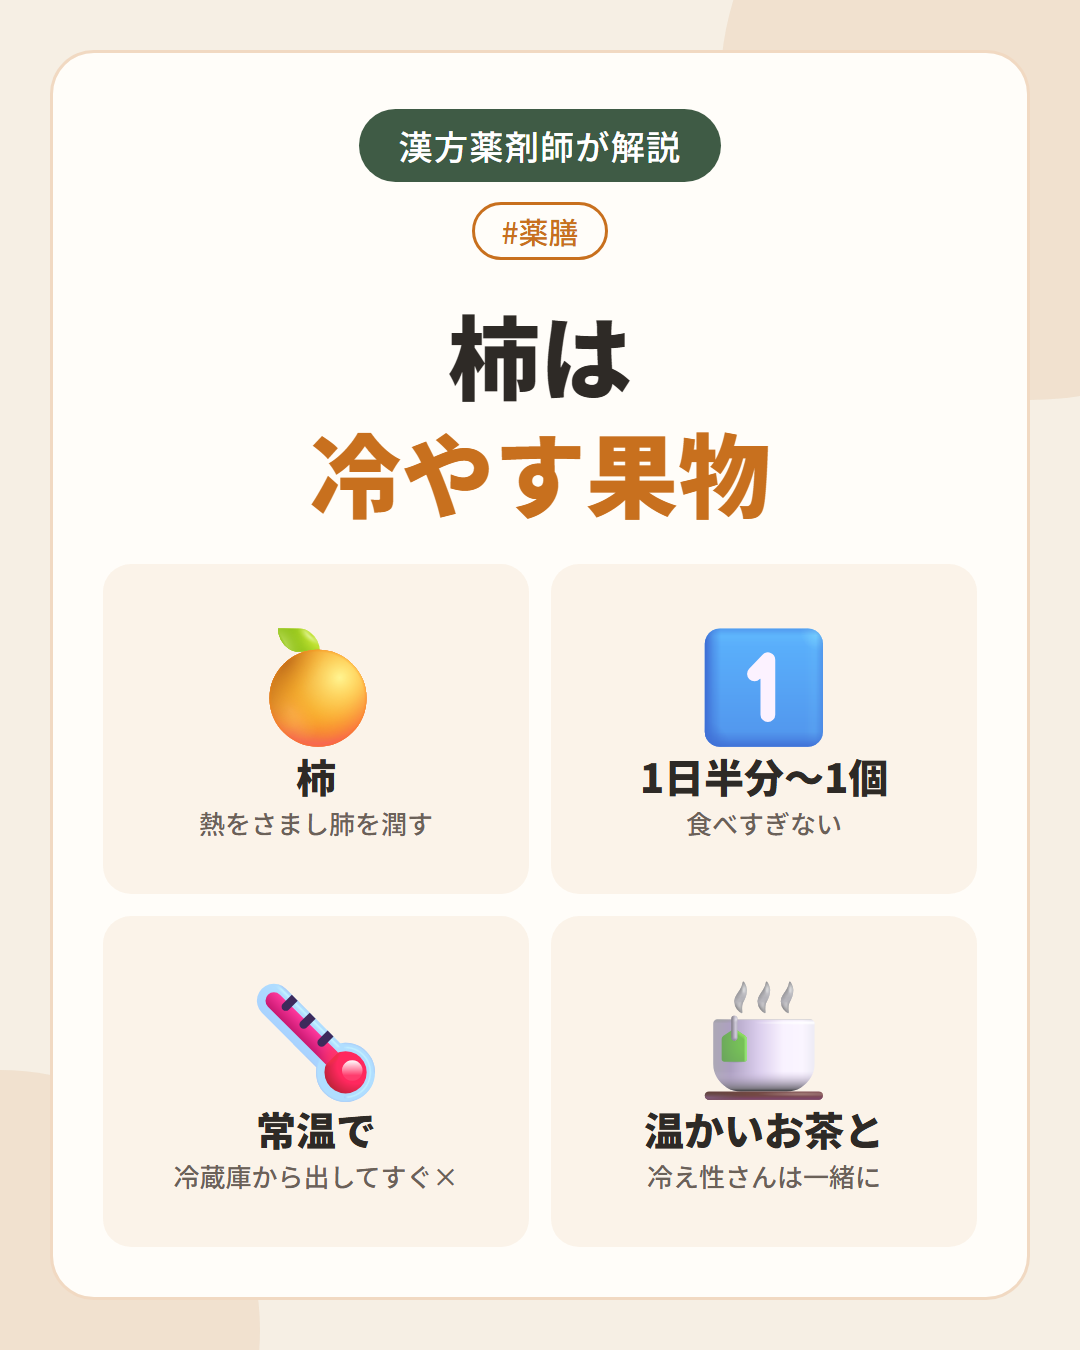 漢方薬剤師が解説
#薬膳
柿は
冷やす果物
1
柿
熱をさまし肺を潤す
1日半分〜1個
食べすぎない
常温で
冷蔵庫から出してすぐ×
温かいお茶と
冷え性さんは一緒に